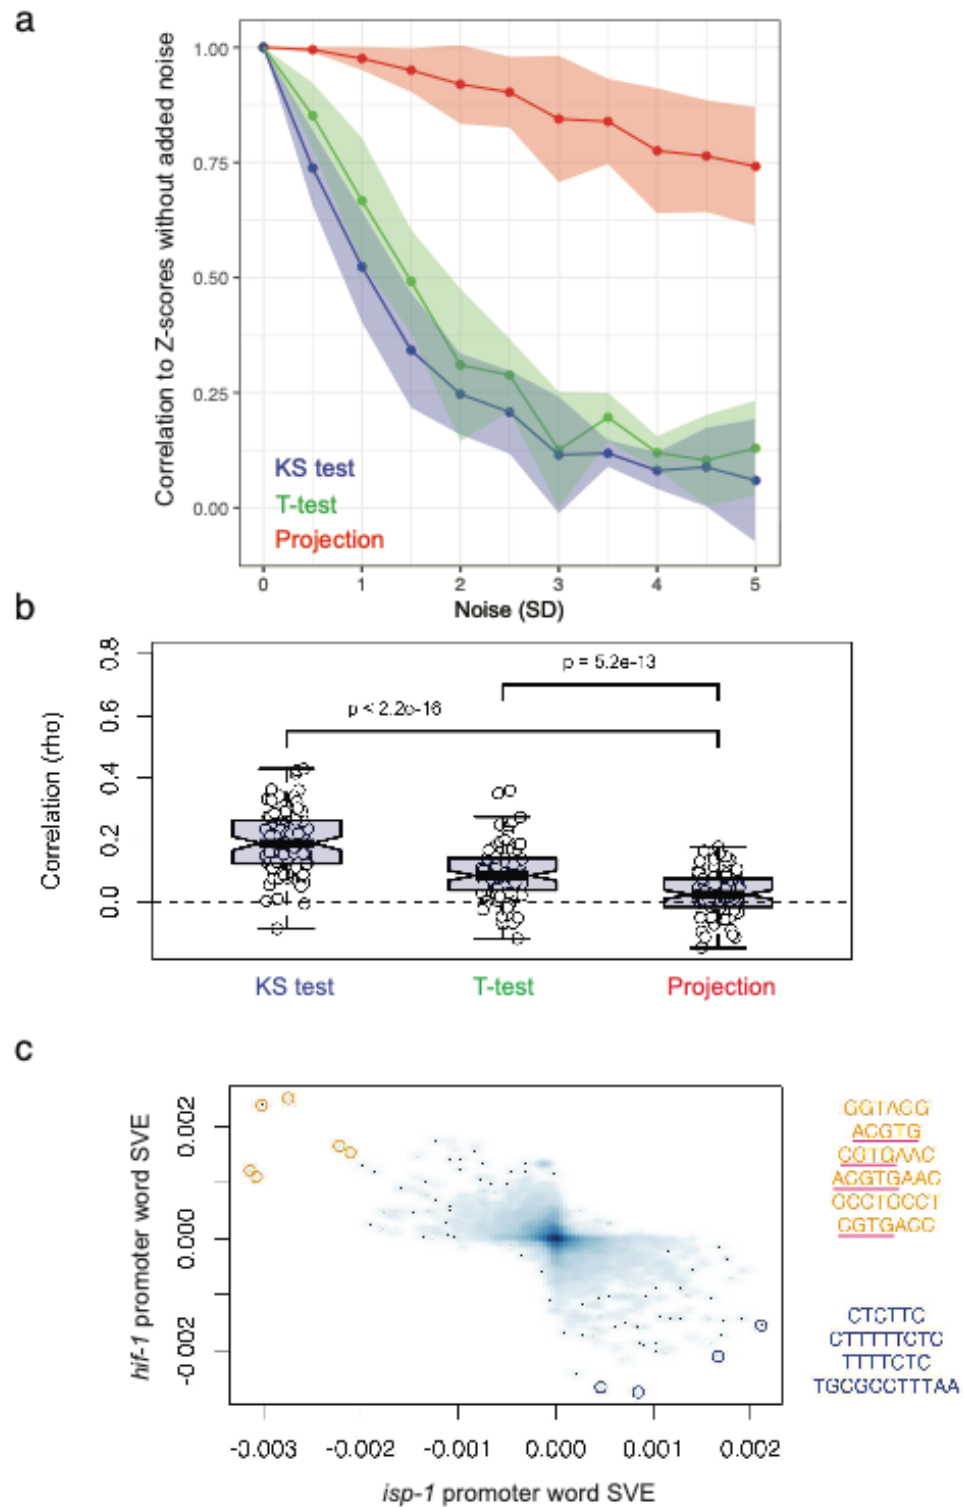 a
Correlation to Z-scores without added noise
1.00
0.75
0.50
0.25
0.00
KS test
T-test
Projection
0 1 2 3 4 5
Noise (SD)
b
Correlation (rho)
0.8
0.6
0.4
0.2
0.0
p = 5.2e-13
p < 2.2e-16
KS test T-test Projection
c
hif-1 promoter word SVE
0.002
0.000
-0.002
-0.003 -0.002 -0.001 0.000 0.001 0.002
isp-1 promoter word SVE
GGTACG
ACGTG
CGTGAAC
ACGTGAAC
GCCTGCCT
CGTGACC
CTCTTC
CTTTTTCTC
TTTTCTC
TGCGCCTTTAA